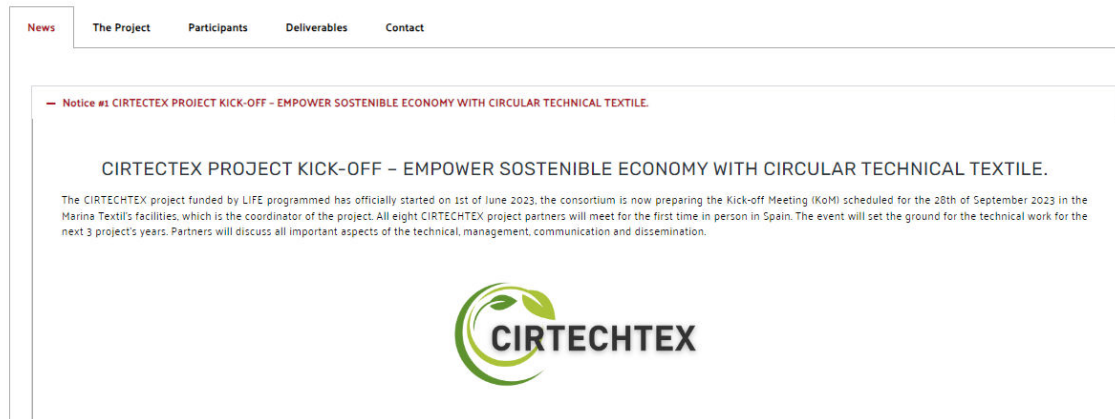 News The Project Participants Deliverables Contact
— Notice #1 CIRTECTEX PROJECT KICK-OFF – EMPOWER SOSTENIBLE ECONOMY WITH CIRCULAR TECHNICAL TEXTILE.
CIRTECTEX PROJECT KICK-OFF – EMPOWER SOSTENIBLE ECONOMY WITH CIRCULAR TECHNICAL TEXTILE.
The CIRTECHTEX project funded by LIFE programmed has officially started on 1st of June 2023, the consortium is now preparing the Kick-off Meeting (KoM) scheduled for the 28th of September 2023 in the
Marina Textil's facilities, which is the coordinator of the project. All eight CIRTECHTEX project partners will meet for the first time in person in Spain. The event will set the ground for the technical work for the
next 3 project's years. Partners will discuss all important aspects of the technical, management, communication and dissemination.
CIRTECHTEX